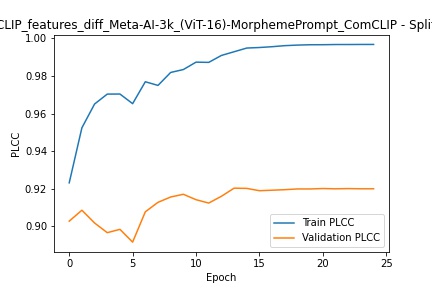 CLIP_features_diff_Meta-AI-3k_(ViT-16)-MorphemePrompt_ComCLIP - Split
1.00
0.98
0.96
0.94
0.92
0.90
PLCC
Train PLCC
Validation PLCC
0 5 10 15 20 25
Epoch